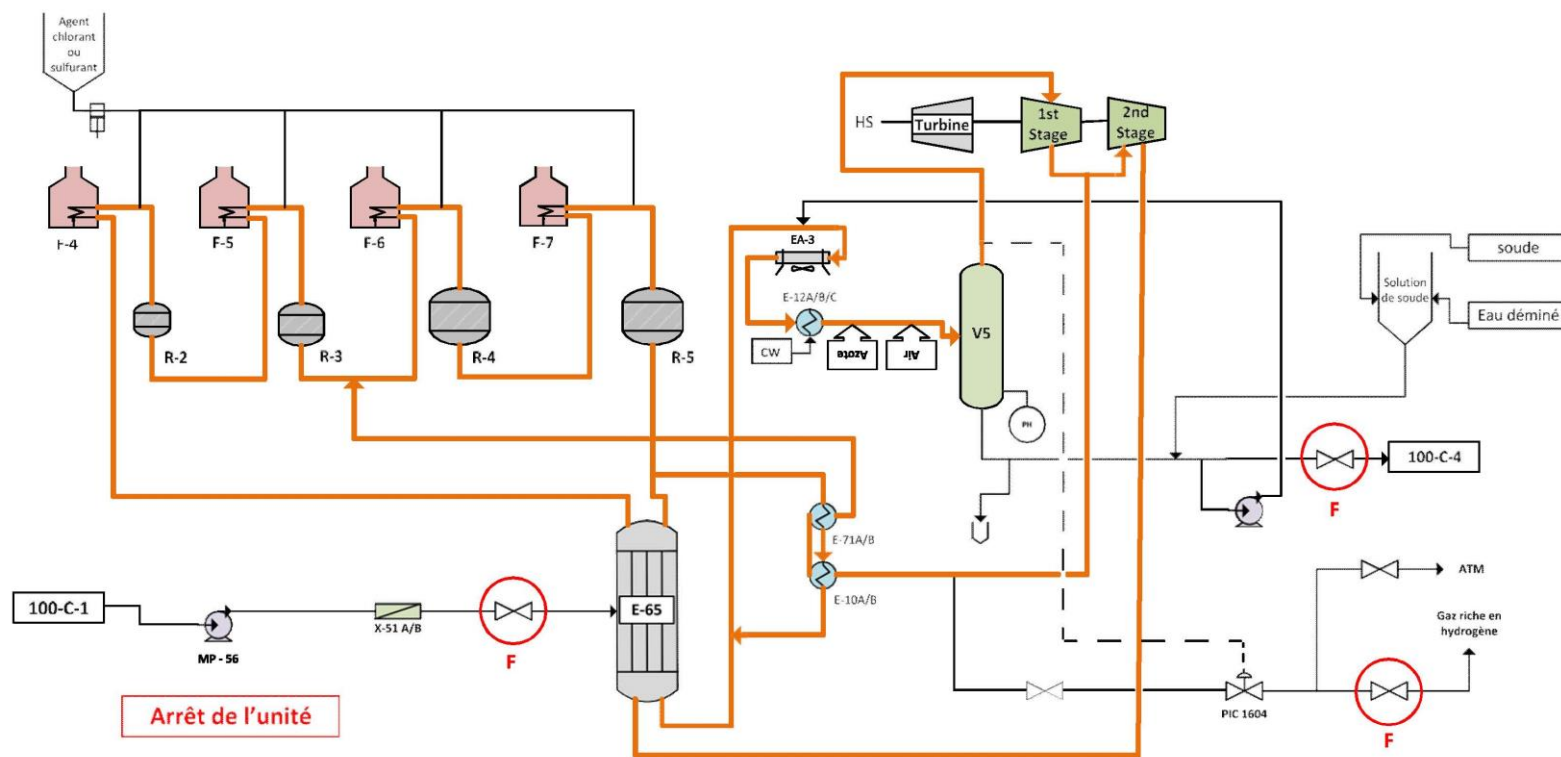 Agent
chlorant
ou
sulfurant
HS
Turbine
1st
Stage
2nd
Stage
F-4
F-5
F-6
F-7
EA-3
soude
Solution
de soude
Eau déminé
E-12A/B/C
R-2
R-3
R-4
R-5
CW
Azote
Air
V5
PH
100-C-4
F
E-71A/B
E-10A/B
ATM
Gaz riche en
hydrogène
100-C-1
MP - 56
X-51 A/B
F
E-65
PIC 1604
F
Arrêt de l'unité